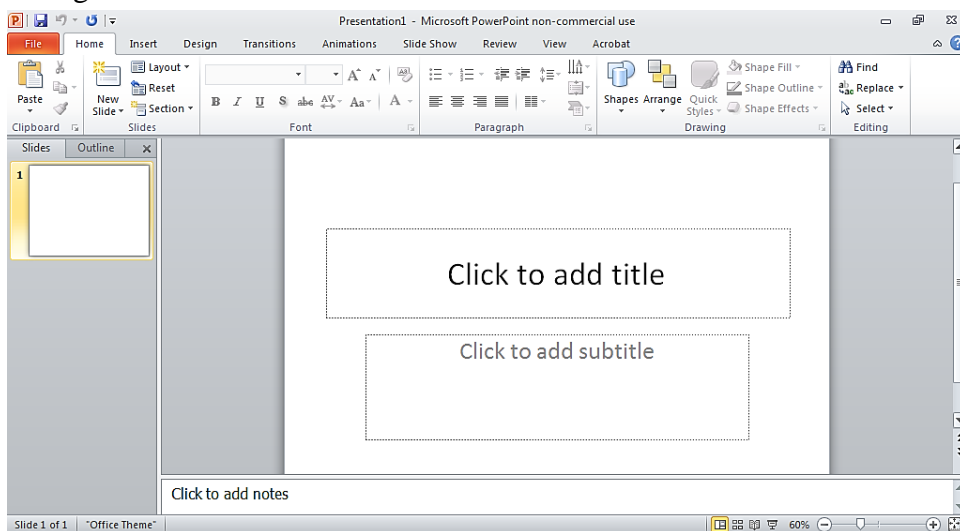 Presentation1 - Microsoft PowerPoint non-commercial use
File Home Insert Design Transitions Animations Slide Show Review View Acrobat
Paste
New Slide
Layout
Reset
Section
B I U S abc AV Aa A
Shapes Arrange Quick Styles
Shape Fill
Shape Outline
Shape Effects
Find
Replace
Select
Clipboard Slides Font Paragraph Drawing Editing
Slides Outline
1
Click to add title
Click to add subtitle
Click to add notes
Slide 1 of 1 "Office Theme" 60%